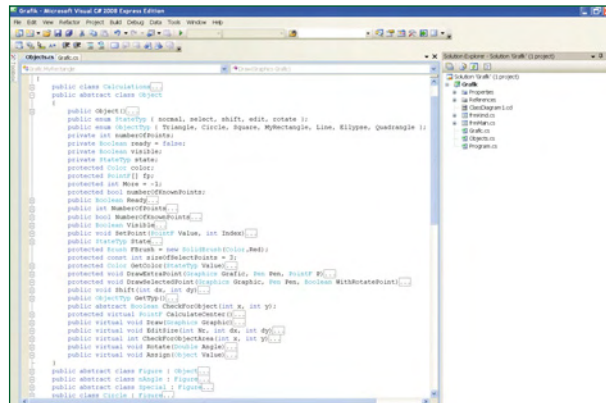 Grafik - Microsoft Visual C# 2008 Express Edition
File Edit View Refactor Project Build Debug Data Tools Window Help
Objects.cs Grafic.cs
public class Calculations...
public abstract class Object
{
public Object()...
public enum StateTyp { normal, select, shift, edit, rotate };
public enum ObjectTyp { Triangle, Circle, Square, MyRectangle, Line, Ellypse, Quadrangle };
private int numberOfPoints;
private Boolean ready = false;
private Boolean visible;
private StateTyp state;
protected Color color;
protected PointF[] fp;
protected int More = -1;
protected bool numberOfKnownPoints;
public Boolean Ready...
public int NumberOfPoints...
public bool NumberOfKnownPoints...
public Boolean Visible...
public void SetPoint(PointF Value, int Index)...
public StateTyp State...
protected Brush FBrush = new SolidBrush(Color.Red);
protected const int sizeOfSelectPoints = 3;
protected Color GetColor(StateTyp Value)...
protected void DrawExtraPoint(Graphics Grafic, Pen Pen, PointF P)...
protected void DrawSelectedPoint(Graphics Graphic, Pen Pen, Boolean WithRotatePoint)...
public void Shift(int dx, int dy)...
public ObjectTyp GetTyp()...
public abstract Boolean CheckForObject(int x, int y);
protected virtual PointF CalculateCenter()...
public virtual void Draw(Graphics Graphic)...
public virtual void EditSize(int Nr, int dx, int dy)...
public virtual int CheckForObjectArea(int x, int y)...
public virtual void Rotate(Double Angle)...
public virtual void Assign(Object Value)...
}
public abstract class Figure : Object...
public abstract class nAngle : Figure...
public abstract class Special : Figure...
public class Circle : Figure...
Solution Explorer - Solution 'Grafik' (1 project)
Solution 'Grafik' (1 project)
Grafik
Properties
References
ClassDiagram1.cd
Grafic.cs
Objects.cs
Program.cs